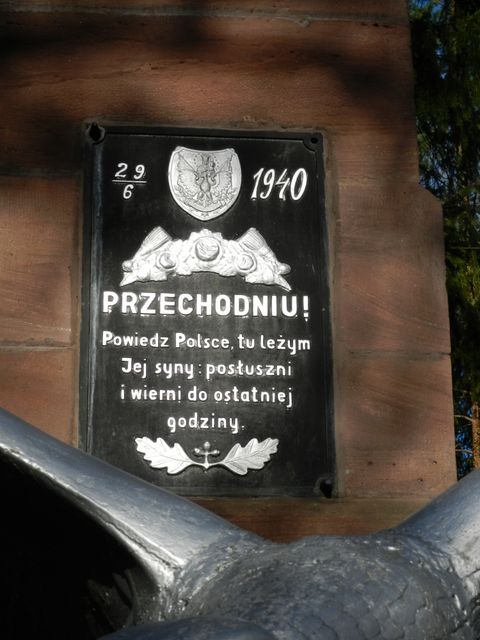 29/6 1940
PRZECHODNIU!
Powiedz Polsce, tu leżym
Jej syny: posłuszni
i wierni do ostatniej
godziny.